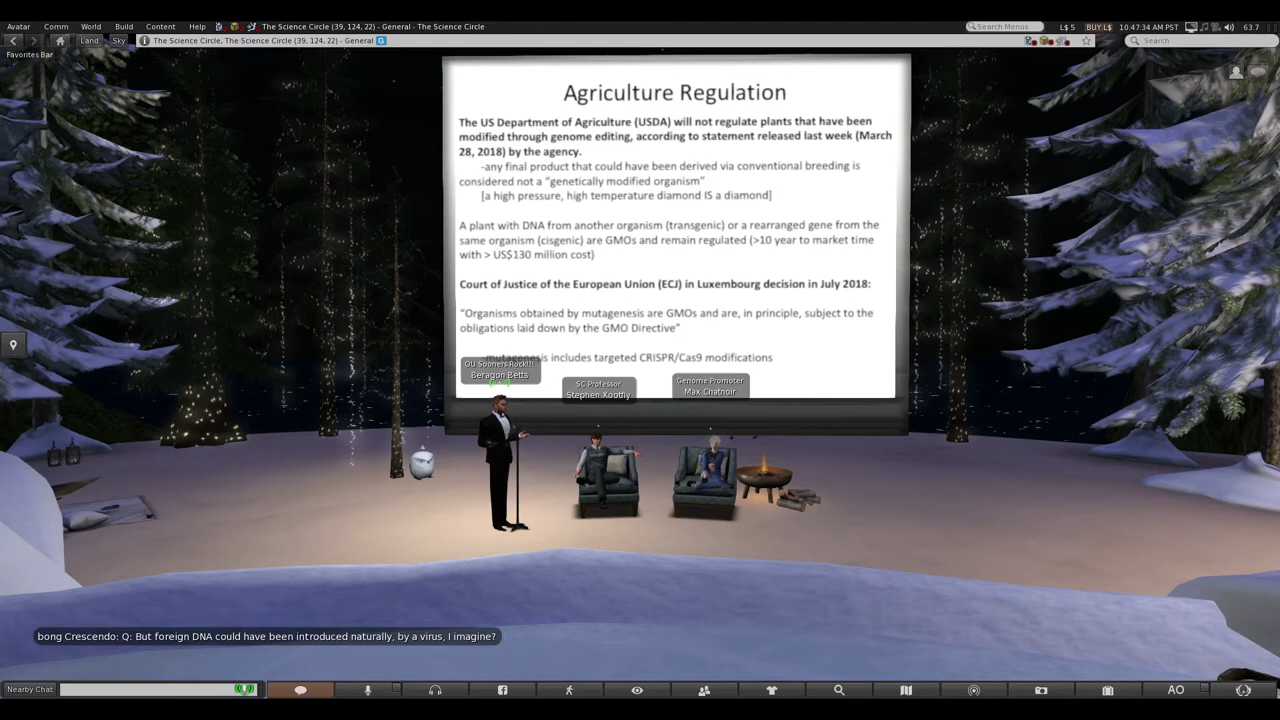 Avatar Comm World Build Content Help The Science Circle (39, 124, 22) - General - The Science Circle Search Menus L$ 5 BUY L$ 10:47:34 AM PST 63.7
Land Sky The Science Circle, The Science Circle (39, 124, 22) - General G Search
Favorites Bar
Agriculture Regulation
The US Department of Agriculture (USDA) will not regulate plants that have been
modified through genome editing, according to statement released last week (March
28, 2018) by the agency.
-any final product that could have been derived via conventional breeding is
considered not a “genetically modified organism”
[a high pressure, high temperature diamond IS a diamond]
A plant with DNA from another organism (transgenic) or a rearranged gene from the
same organism (cisgenic) are GMOs and remain regulated (>10 year to market time
with > US$130 million cost)
Court of Justice of the European Union (ECJ) in Luxembourg decision in July 2018:
“Organisms obtained by mutagenesis are GMOs and are, in principle, subject to the
obligations laid down by the GMO Directive”
mutagenesis includes targeted CRISPR/Cas9 modifications
OU Sooners Rock!!!
Beragon Betts
SC Professor
Stephen Xootfly
Genome Promoter
Max Chatnoir
bong Crescendo: Q: But foreign DNA could have been introduced naturally, by a virus, I imagine?
Nearby Chat AO